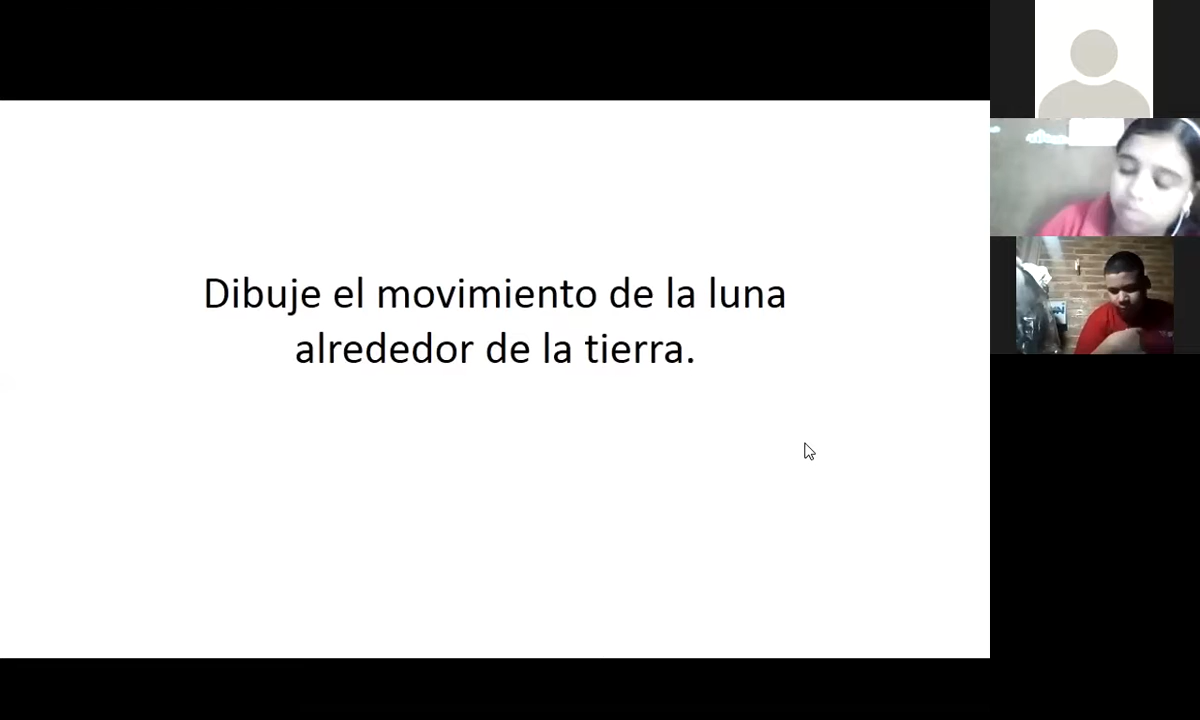 Dibuje el movimiento de la luna
alrededor de la tierra.